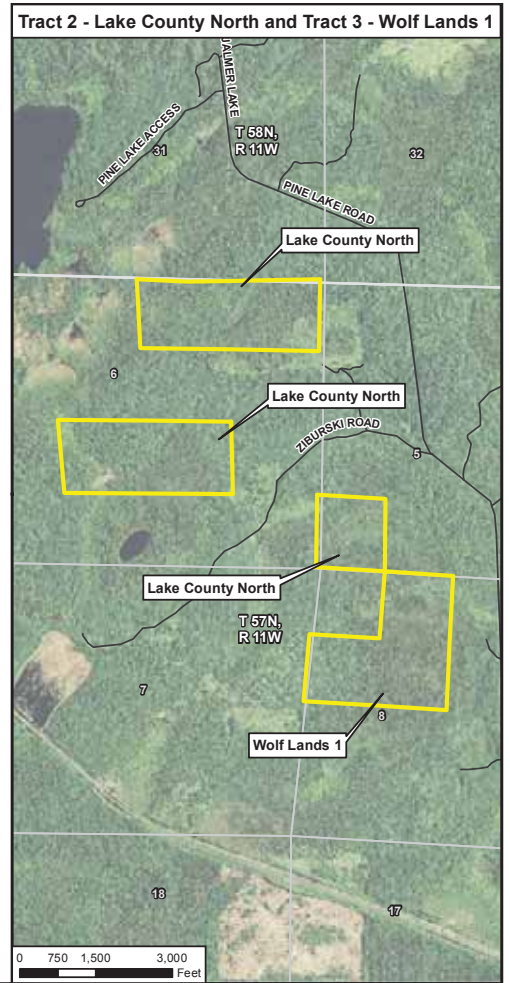 Tract 2 - Lake County North and Tract 3 - Wolf Lands 1
JALMER LAKE
PINE LAKE ACCESS
T 58N,
R 11W
31
32
PINE LAKE ROAD
Lake County North
6
Lake County North
ZIBURSKI ROAD
5
Lake County North
T 57N,
R 11W
7
8
Wolf Lands 1
18
17
0 750 1,500 3,000
Feet